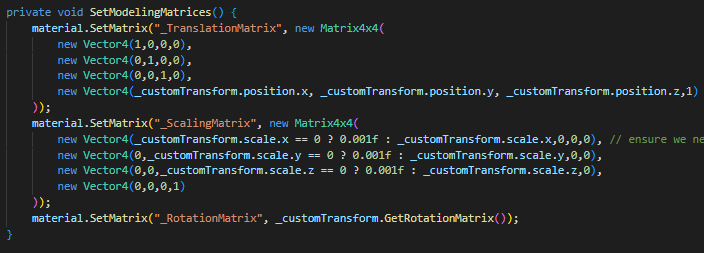 private void SetModelingMatrices() {
material.SetMatrix("_TranslationMatrix", new Matrix4x4(
new Vector4(1,0,0,0),
new Vector4(0,1,0,0),
new Vector4(0,0,1,0),
new Vector4(_customTransform.position.x, _customTransform.position.y, _customTransform.position.z,1)
));
material.SetMatrix("_ScalingMatrix", new Matrix4x4(
new Vector4(_customTransform.scale.x == 0 ? 0.001f : _customTransform.scale.x,0,0,0), // ensure we ne
new Vector4(0,_customTransform.scale.y == 0 ? 0.001f : _customTransform.scale.y,0,0),
new Vector4(0,0,_customTransform.scale.z == 0 ? 0.001f : _customTransform.scale.z,0),
new Vector4(0,0,0,1)
));
material.SetMatrix("_RotationMatrix", _customTransform.GetRotationMatrix());
}